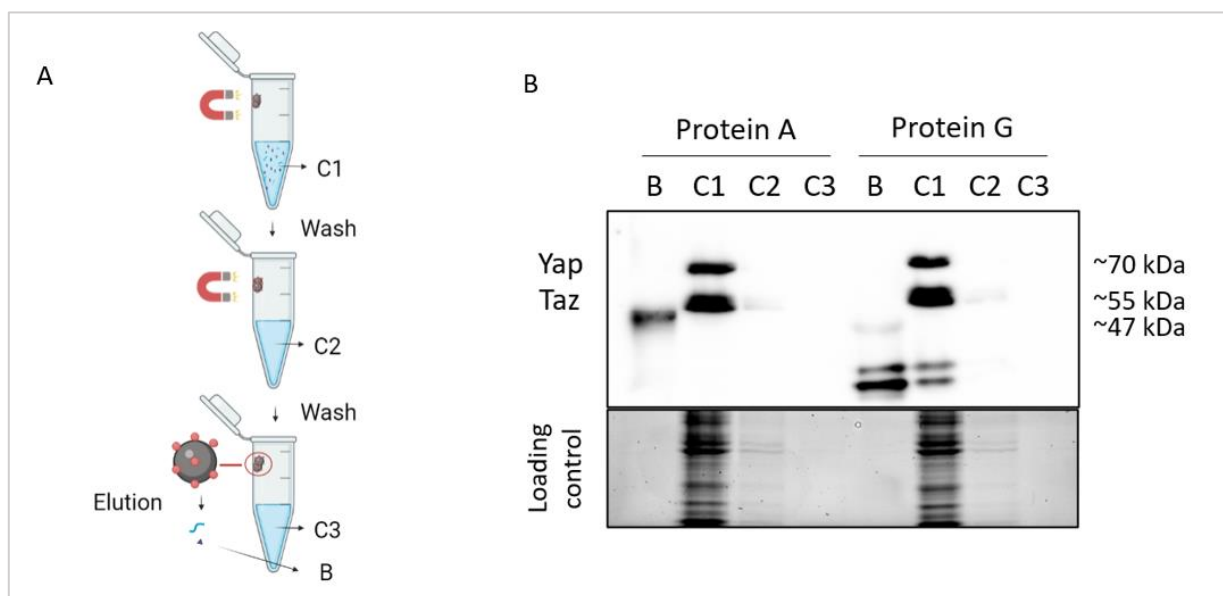 A
C1
Wash
C2
Wash
Elution
C3
B
B
Protein A Protein G
B C1 C2 C3 B C1 C2 C3
Yap ~70 kDa
Taz ~55 kDa
~47 kDa
Loading
control